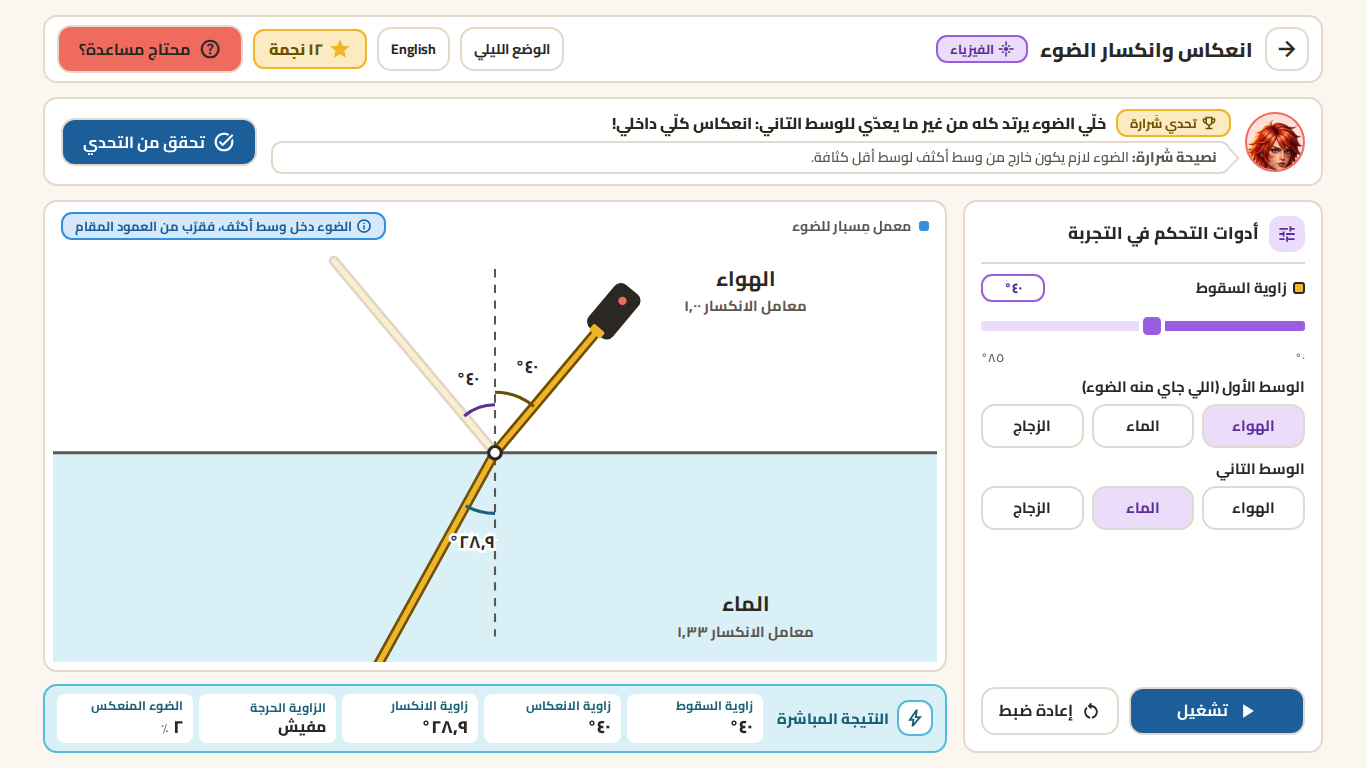 انعكاس وانكسار الضوء
الفيزياء
الوضع الليلي
English
١٢ نجمة
محتاج مساعدة؟
تحدي شرارة
خلّي الضوء يرتد كله من غير ما يعدّي للوسط التاني: انعكاس كلّي داخلي!
نصيحة شرارة: الضوء لازم يكون خارج من وسط أكثف لوسط أقل كثافة.
تحقق من التحدي
أدوات التحكم في التجربة
زاوية السقوط
٤٠°
٠°
٨٥°
الوسط الأول (اللي جاي منه الضوء)
الهواء
الماء
الزجاج
الوسط التاني
الهواء
الماء
الزجاج
تشغيل
إعادة ضبط
معمل مسبار للضوء
الضوء دخل وسط أكثف، فقرّب من العمود المقام
الهواء
معامل الانكسار ١,٠٠
٤٠°
٤٠°
٢٨,٩°
الماء
معامل الانكسار ١,٣٣
النتيجة المباشرة
زاوية السقوط
٤٠°
زاوية الانعكاس
٤٠°
زاوية الانكسار
٢٨,٩°
الزاوية الحرجة
مفيش
الضوء المنعكس
٢ ٪